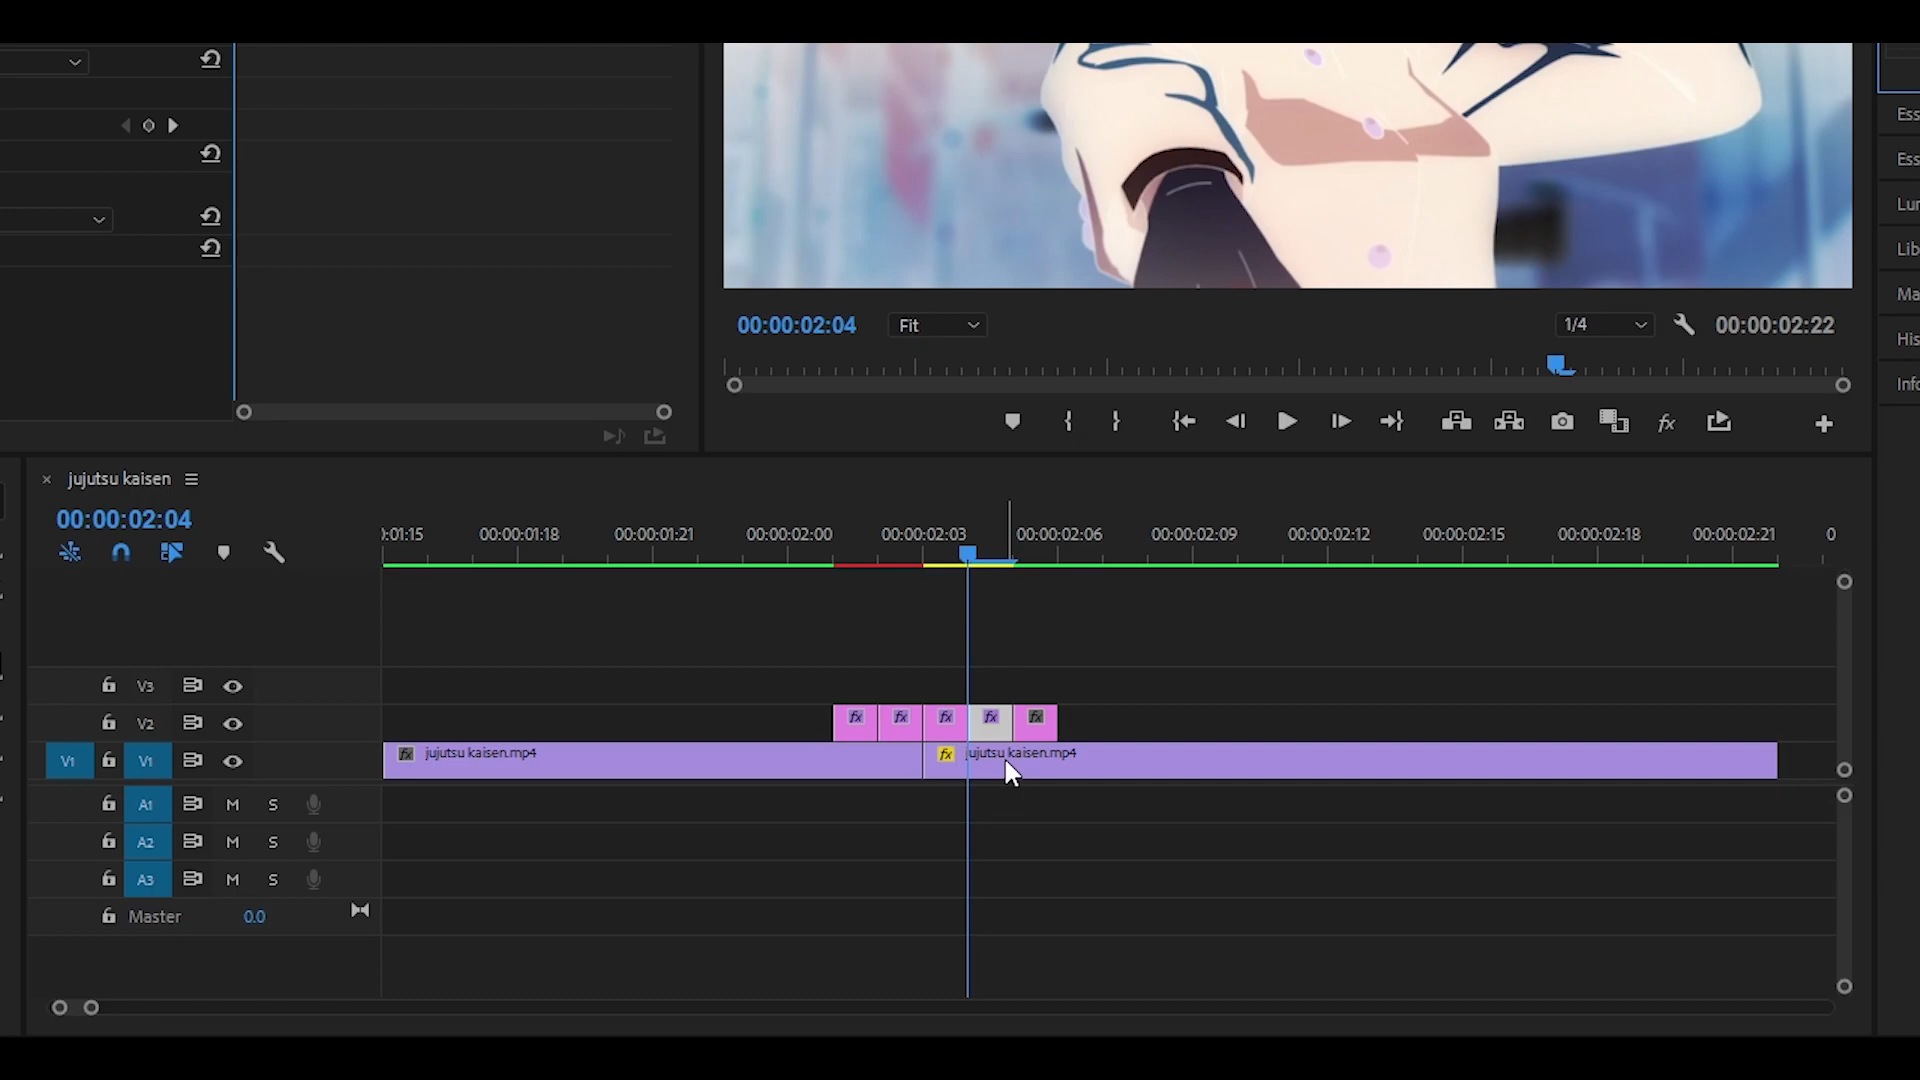 Ess
Ess
Lur
Lib
Ma
His
Info
00:00:02:04
Fit
1/4
00:00:02:22
fx
× jujutsu kaisen
00:00:02:04
:01:15
00:00:01:18
00:00:01:21
00:00:02:00
00:00:02:03
00:00:02:06
00:00:02:09
00:00:02:12
00:00:02:15
00:00:02:18
00:00:02:21
0
V3
V2
fx fx fx fx fx
V1 V1
fx jujutsu kaisen.mp4
fx jujutsu kaisen.mp4
A1 M S
A2 M S
A3 M S
Master 0.0